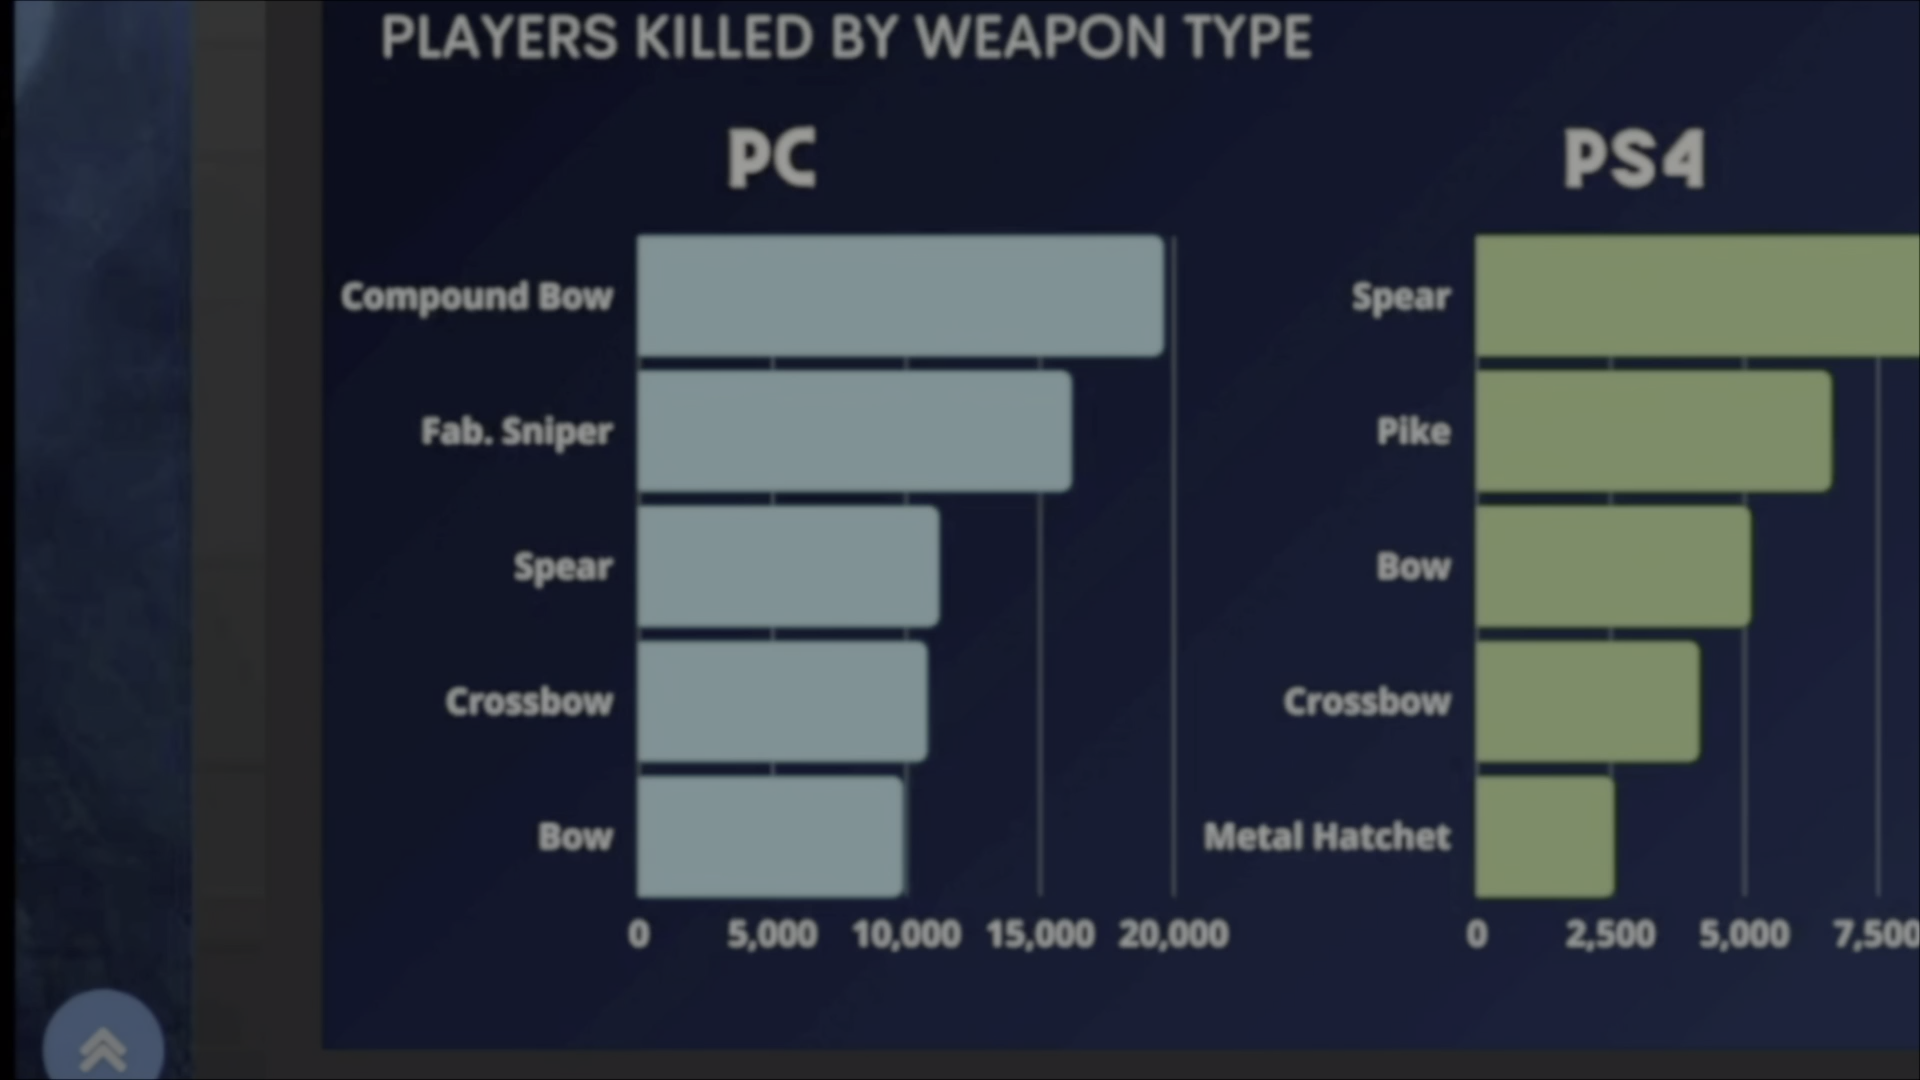 PLAYERS KILLED BY WEAPON TYPE
PC
Compound Bow
Fab. Sniper
Spear
Crossbow
Bow
0 5,000 10,000 15,000 20,000
PS4
Spear
Pike
Bow
Crossbow
Metal Hatchet
0 2,500 5,000 7,500